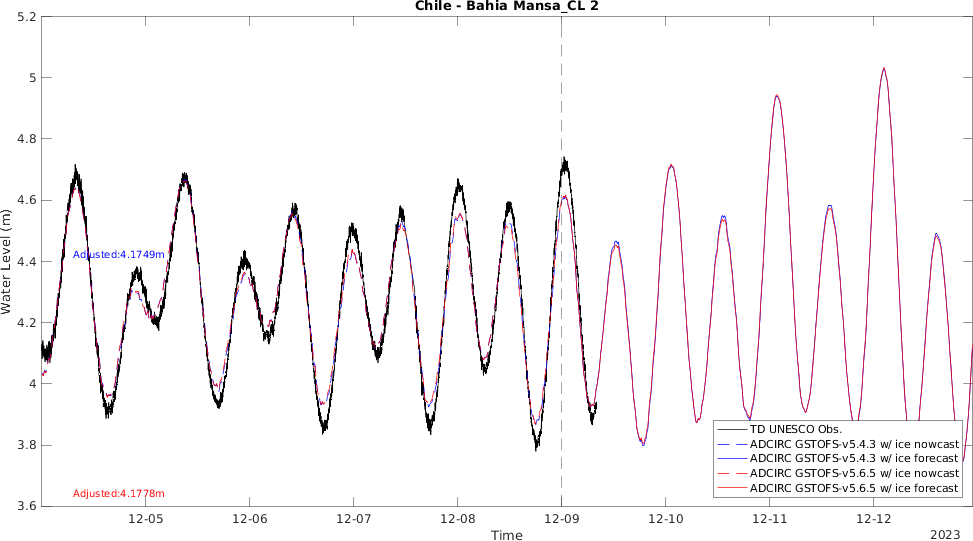 Chile - Bahia Mansa_CL 2
5.2
5
4.8
4.6
4.4
4.2
4
3.8
3.6
Water Level (m)
Adjusted:4.1749m
Adjusted:4.1778m
TD UNESCO Obs.
ADCIRC GSTOFS-v5.4.3 w/ ice nowcast
ADCIRC GSTOFS-v5.4.3 w/ ice forecast
ADCIRC GSTOFS-v5.6.5 w/ ice nowcast
ADCIRC GSTOFS-v5.6.5 w/ ice forecast
12-05 12-06 12-07 12-08 12-09 12-10 12-11 12-12
Time
2023